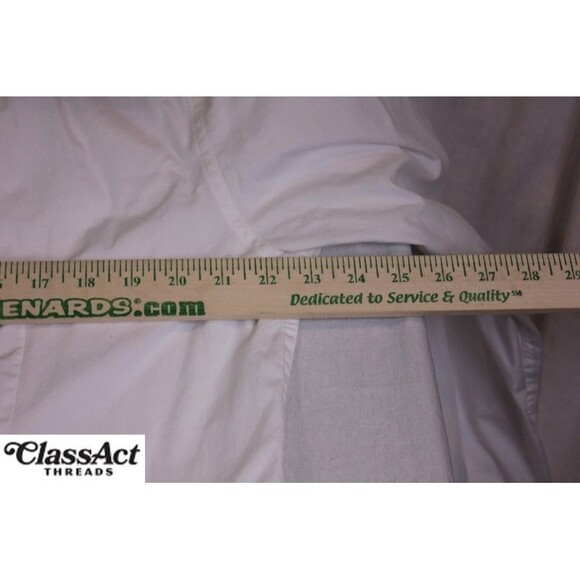 17 18 19 20 21 22 23 24 25 26 27 28 29
ENARDS.com Dedicated to Service & Quality℠
ClassAct
THREADS